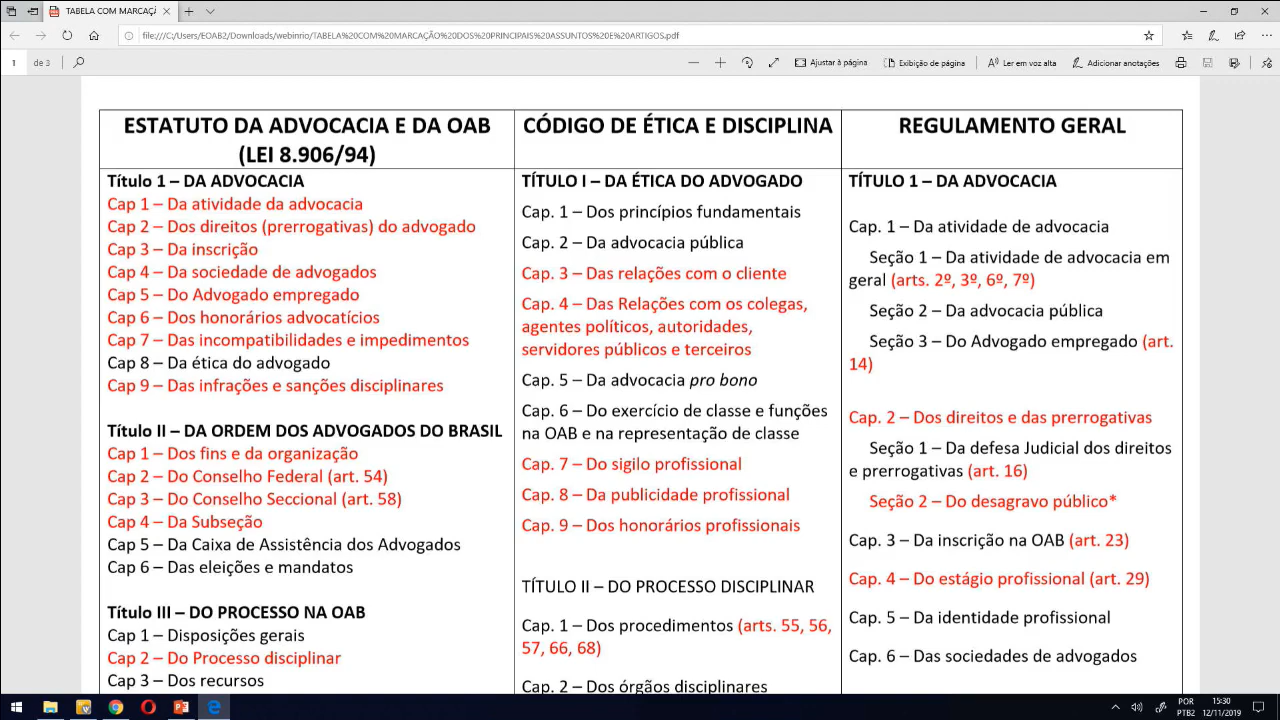 TABELA COM MARCAÇ
file:///C:/Users/EOAB2/Downloads/webinrio/TABELA%20COM%20MARCAÇÃO%20DOS%20PRINCIPAIS%20ASSUNTOS%20E%20ARTIGOS.pdf
1 de 3
Ajustar à página
Exibição de página
Ler em voz alta
Adicionar anotações
ESTATUTO DA ADVOCACIA E DA OAB
(LEI 8.906/94)
Título 1 – DA ADVOCACIA
Cap 1 – Da atividade da advocacia
Cap 2 – Dos direitos (prerrogativas) do advogado
Cap 3 – Da inscrição
Cap 4 – Da sociedade de advogados
Cap 5 – Do Advogado empregado
Cap 6 – Dos honorários advocatícios
Cap 7 – Das incompatibilidades e impedimentos
Cap 8 – Da ética do advogado
Cap 9 – Das infrações e sanções disciplinares
Título II – DA ORDEM DOS ADVOGADOS DO BRASIL
Cap 1 – Dos fins e da organização
Cap 2 – Do Conselho Federal (art. 54)
Cap 3 – Do Conselho Seccional (art. 58)
Cap 4 – Da Subseção
Cap 5 – Da Caixa de Assistência dos Advogados
Cap 6 – Das eleições e mandatos
Título III – DO PROCESSO NA OAB
Cap 1 – Disposições gerais
Cap 2 – Do Processo disciplinar
Cap 3 – Dos recursos
CÓDIGO DE ÉTICA E DISCIPLINA
TÍTULO I – DA ÉTICA DO ADVOGADO
Cap. 1 – Dos princípios fundamentais
Cap. 2 – Da advocacia pública
Cap. 3 – Das relações com o cliente
Cap. 4 – Das Relações com os colegas,
agentes políticos, autoridades,
servidores públicos e terceiros
Cap. 5 – Da advocacia pro bono
Cap. 6 – Do exercício de classe e funções
na OAB e na representação de classe
Cap. 7 – Do sigilo profissional
Cap. 8 – Da publicidade profissional
Cap. 9 – Dos honorários profissionais
TÍTULO II – DO PROCESSO DISCIPLINAR
Cap. 1 – Dos procedimentos (arts. 55, 56,
57, 66, 68)
Cap. 2 – Dos órgãos disciplinares
REGULAMENTO GERAL
TÍTULO 1 – DA ADVOCACIA
Cap. 1 – Da atividade de advocacia
Seção 1 – Da atividade de advocacia em
geral (arts. 2º, 3º, 6º, 7º)
Seção 2 – Da advocacia pública
Seção 3 – Do Advogado empregado (art.
14)
Cap. 2 – Dos direitos e das prerrogativas
Seção 1 – Da defesa Judicial dos direitos
e prerrogativas (art. 16)
Seção 2 – Do desagravo público*
Cap. 3 – Da inscrição na OAB (art. 23)
Cap. 4 – Do estágio profissional (art. 29)
Cap. 5 – Da identidade profissional
Cap. 6 – Das sociedades de advogados
POR
PTB2
15:30
12/11/2019